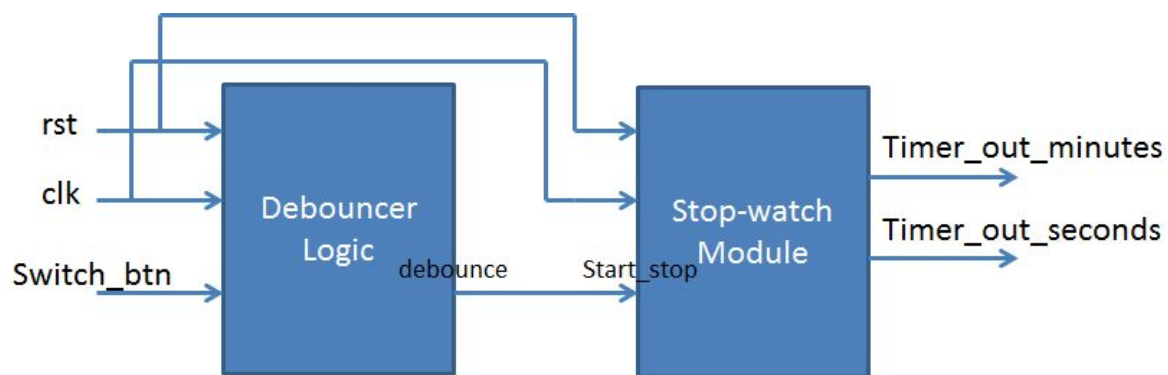 rst
clk
Switch_btn
Debouncer
Logic
debounce
Start_stop
Stop-watch
Module
Timer_out_minutes
Timer_out_seconds